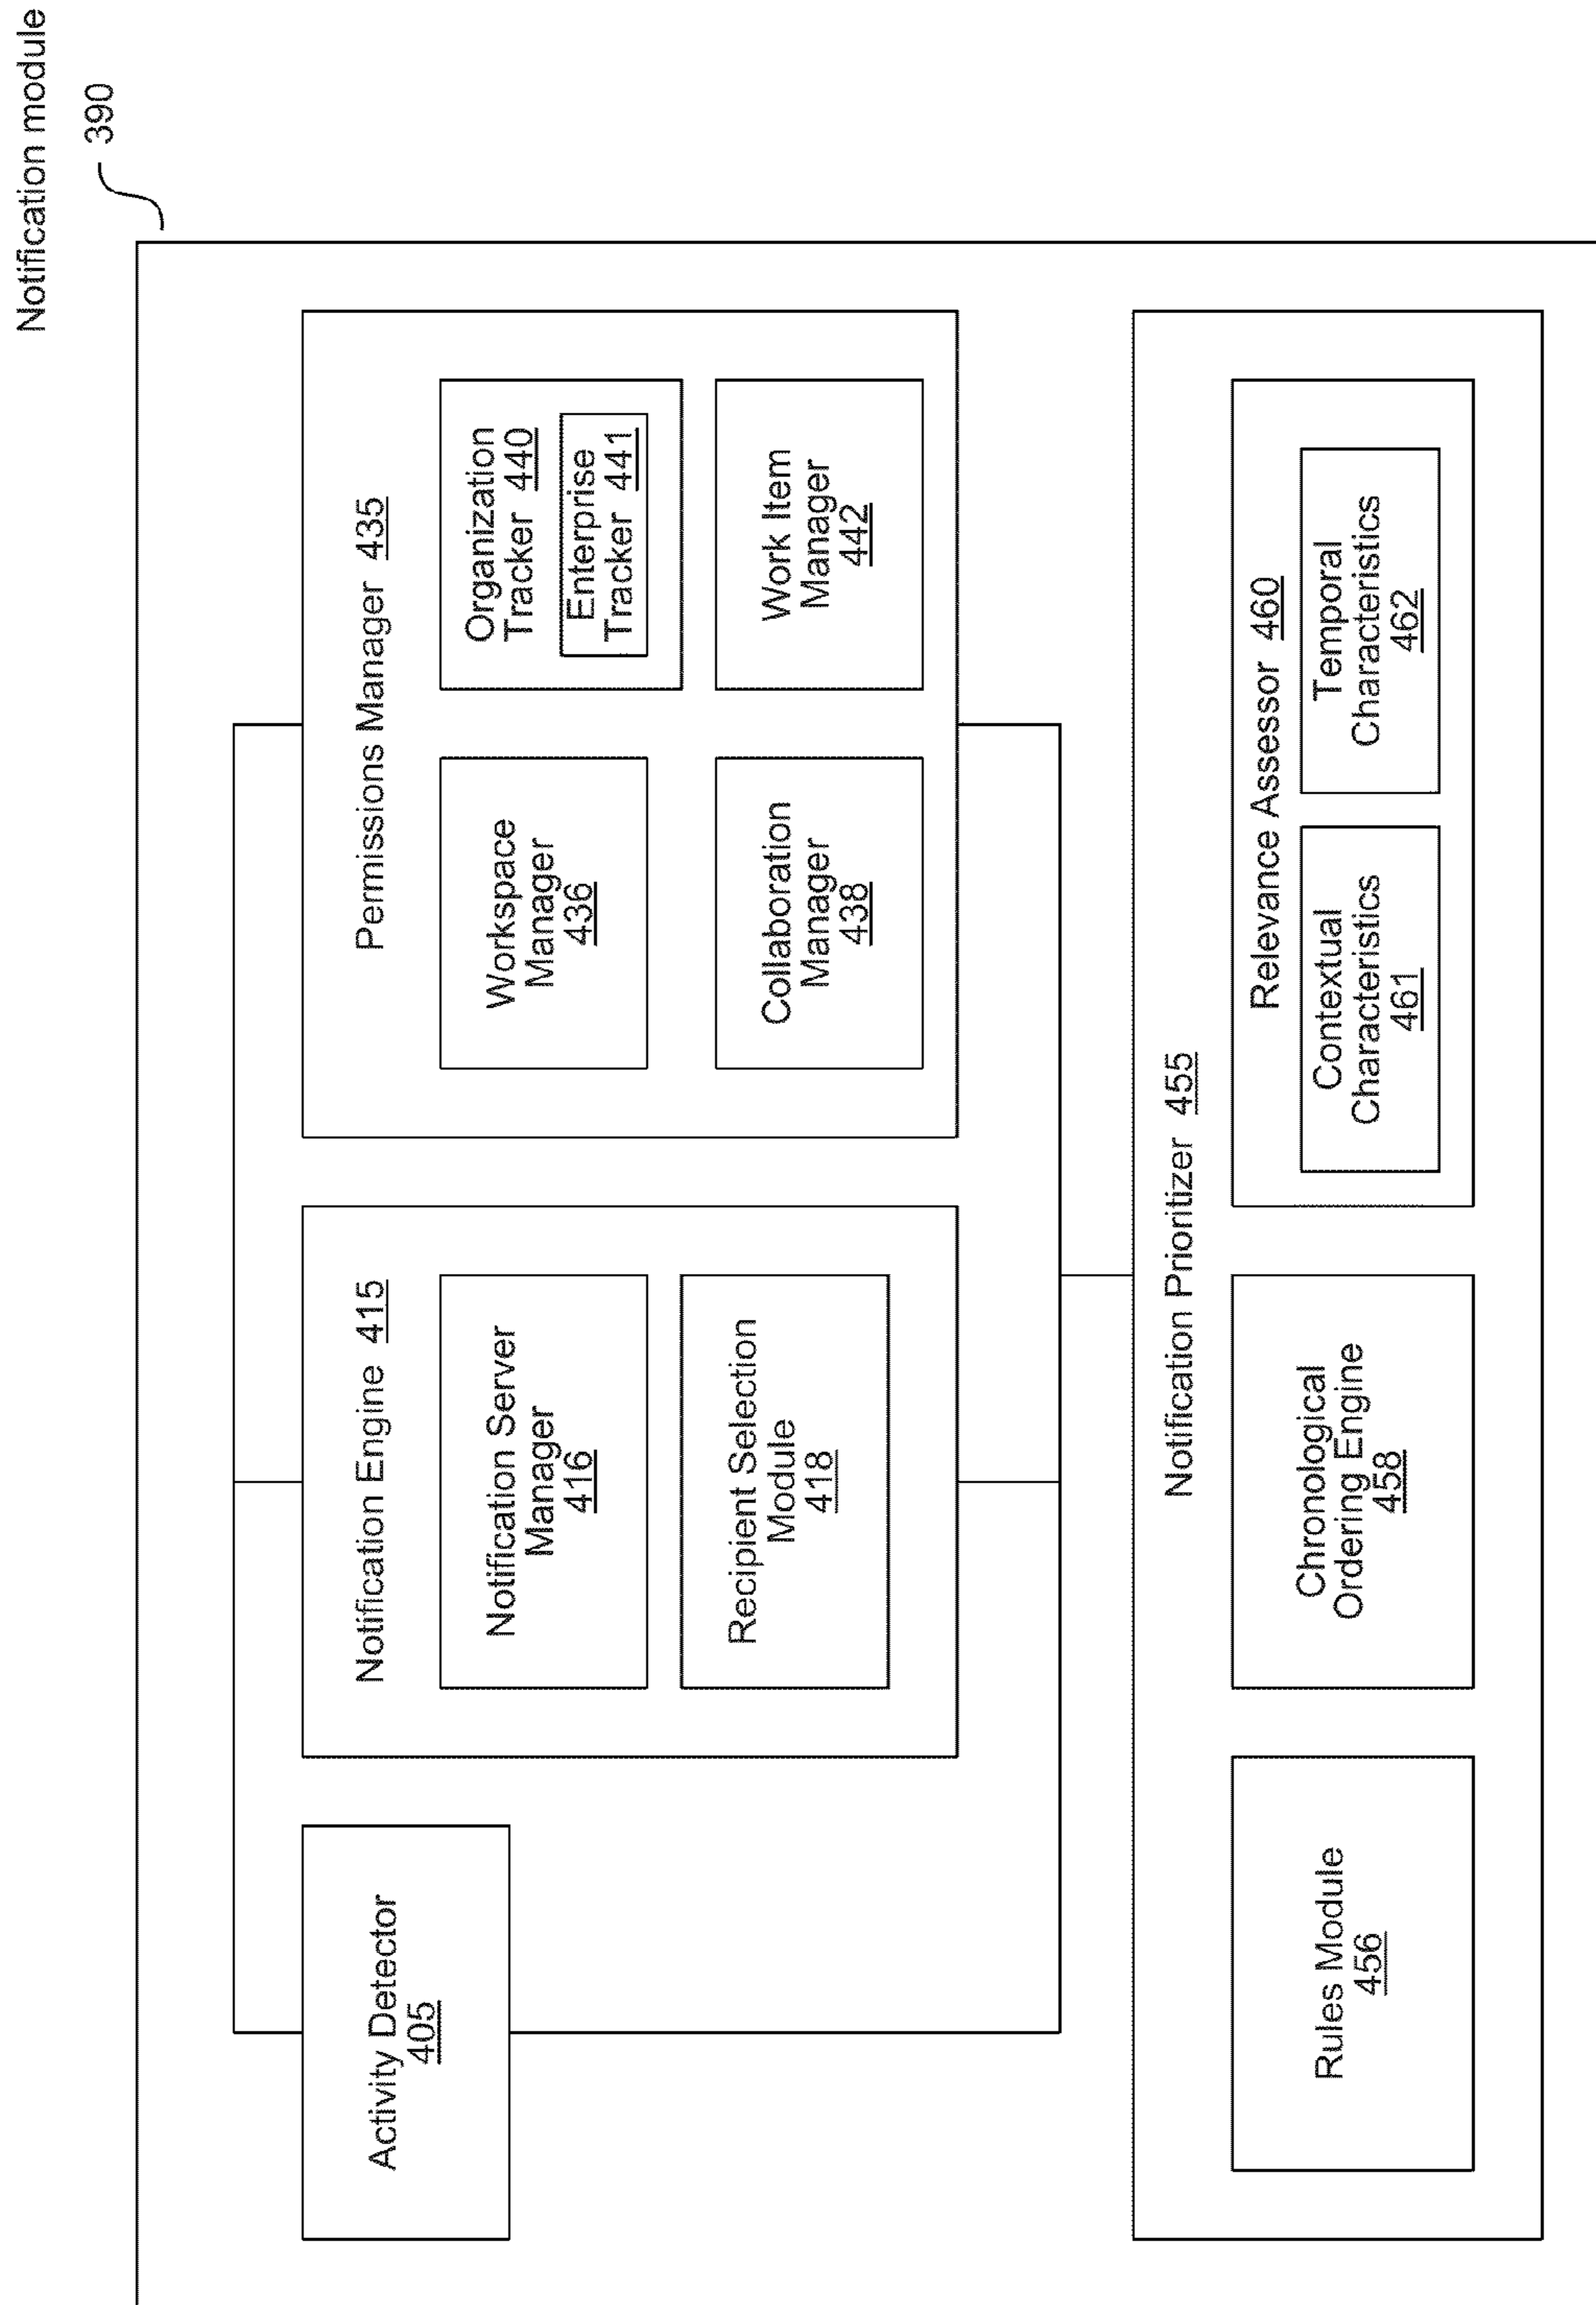 Notification module
390
Activity Detector
405
Notification Engine 415
Notification Server
Manager
416
Recipient Selection
Module
418
Permissions Manager 435
Workspace
Manager
436
Organization
Tracker 440
Enterprise
Tracker 441
Collaboration
Manager
438
Work Item
Manager
442
Notification Prioritizer 455
Rules Module
456
Chronological
Ordering Engine
458
Relevance Assessor 460
Contextual
Characteristics
461
Temporal
Characteristics
462